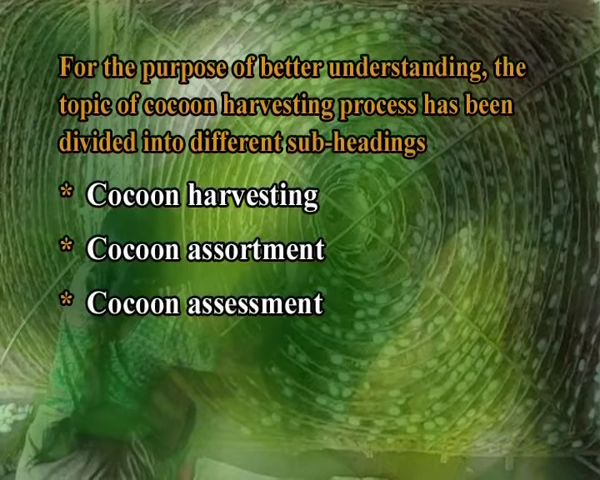 For the purpose of better understanding, the
topic of cocoon harvesting process has been
divided into different sub-headings
* Cocoon harvesting
* Cocoon assortment
* Cocoon assessment